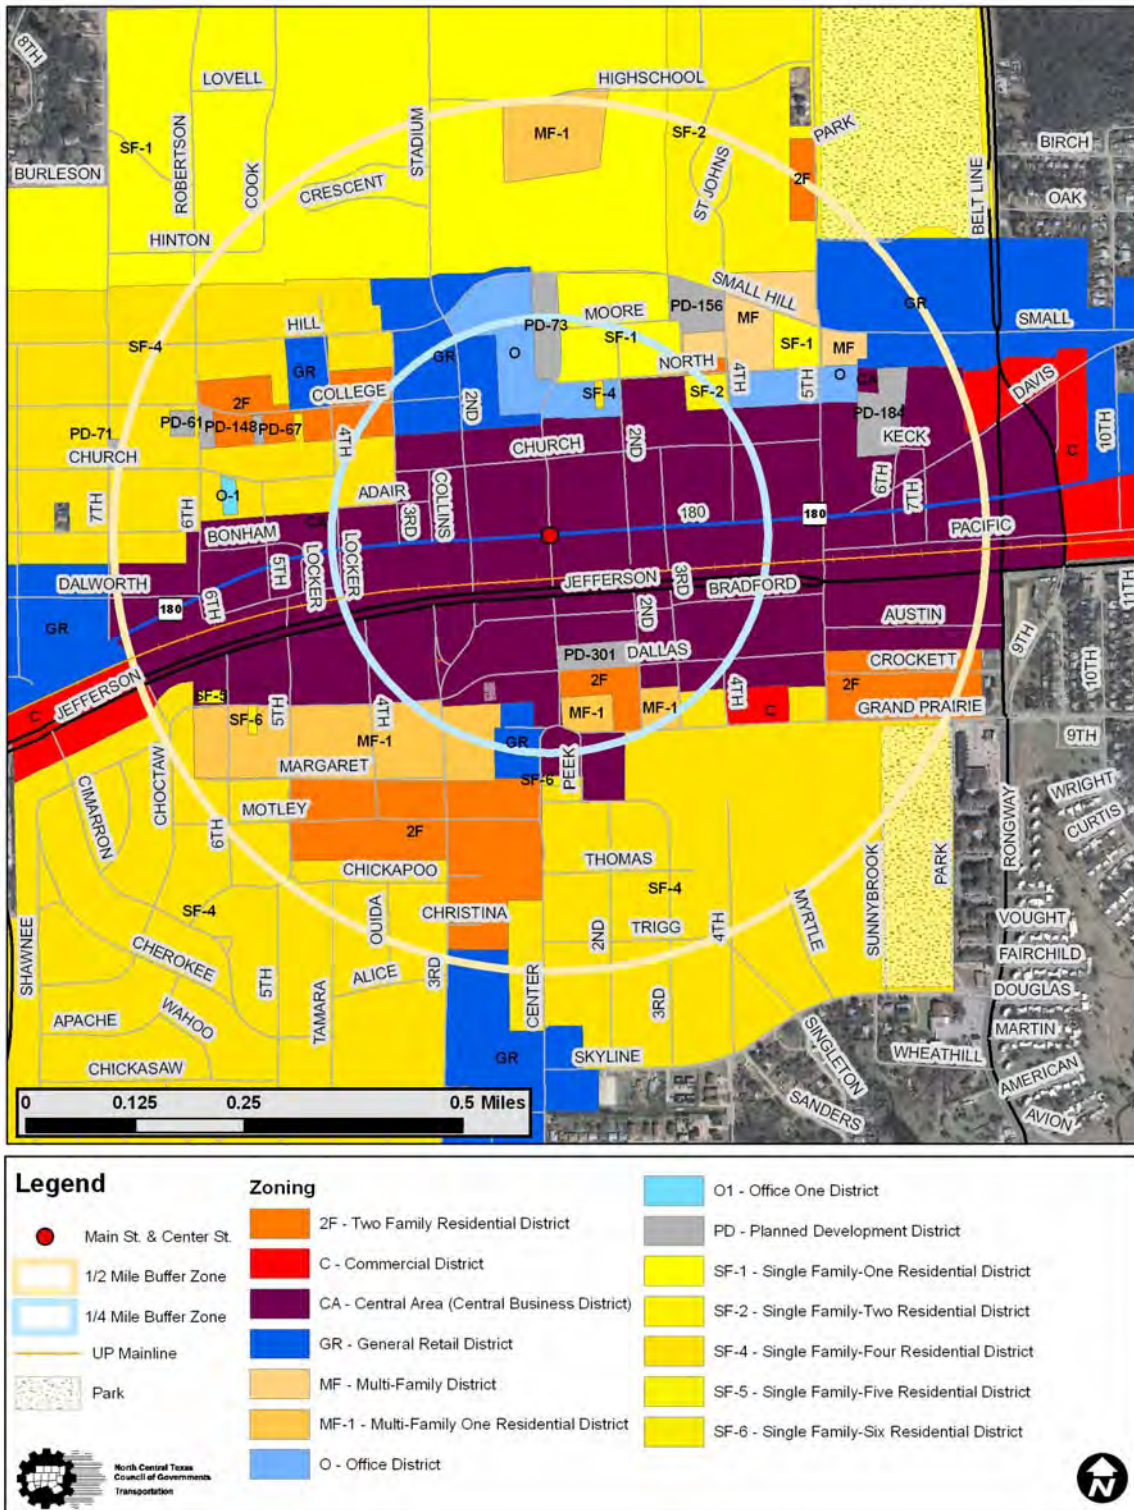 8TH
LOVELL
HIGHSCHOOL
SF-1
MF-1
SF-2
PARK
BIRCH
BURLESON
ROBERTSON
COOK
STADIUM
CRESCENT
ST JOHNS
2F
BELT LINE
OAK
HINTON
SMALL HILL
PD-156
GR
HILL
MOORE
MF
SMALL
PD-73
SF-4
SF-1
SF-1
MF
GR
GR
O
NORTH
4TH
5TH
O
CA
DAVIS
2F
COLLEGE
2ND
SF-4
SF-2
PD-184
10TH
PD-61
PD-148
PD-67
PD-71
4TH
CHURCH
2ND
KECK
C
CHURCH
7TH
6TH
O-1
ADAIR
3RD
COLLINS
6TH
7TH
180
180
PACIFIC
BONHAM
CA
5TH
LOCKER
LOCKER
DALWORTH
JEFFERSON
3RD
BRADFORD
11TH
180
6TH
2ND
AUSTIN
9TH
10TH
GR
PD-301
DALLAS
CROCKETT
JEFFERSON
2F
4TH
2F
GRAND PRAIRIE
SF-5
SF-6
5TH
4TH
MF-1
MF-1
C
C
9TH
CHOCTAW
MF-1
GR
PEEK
MARGARET
SF-6
CIMARRON
WRIGHT
CURTIS
MOTLEY
6TH
2F
RONGWAY
THOMAS
CHICKAPOO
SF-4
SUNNYBROOK
PARK
SF-4
OUIDA
CHRISTINA
2ND
TRIGG
4TH
MYRTLE
VOUGHT
SHAWNEE
CHEROKEE
FAIRCHILD
5TH
TAMARA
ALICE
3RD
CENTER
3RD
DOUGLAS
APACHE
WAHOO
SINGLETON
MARTIN
CHICKASAW
GR
SKYLINE
WHEATHILL
AMERICAN
SANDERS
AVION
0 0.125 0.25 0.5 Miles
Legend
Main St. & Center St.
1/2 Mile Buffer Zone
1/4 Mile Buffer Zone
UP Mainline
Park
North Central Texas
Council of Governments
Transportation
Zoning
2F - Two Family Residential District
C - Commercial District
CA - Central Area (Central Business District)
GR - General Retail District
MF - Multi-Family District
MF-1 - Multi-Family One Residential District
O - Office District
O1 - Office One District
PD - Planned Development District
SF-1 - Single Family-One Residential District
SF-2 - Single Family-Two Residential District
SF-4 - Single Family-Four Residential District
SF-5 - Single Family-Five Residential District
SF-6 - Single Family-Six Residential District
N